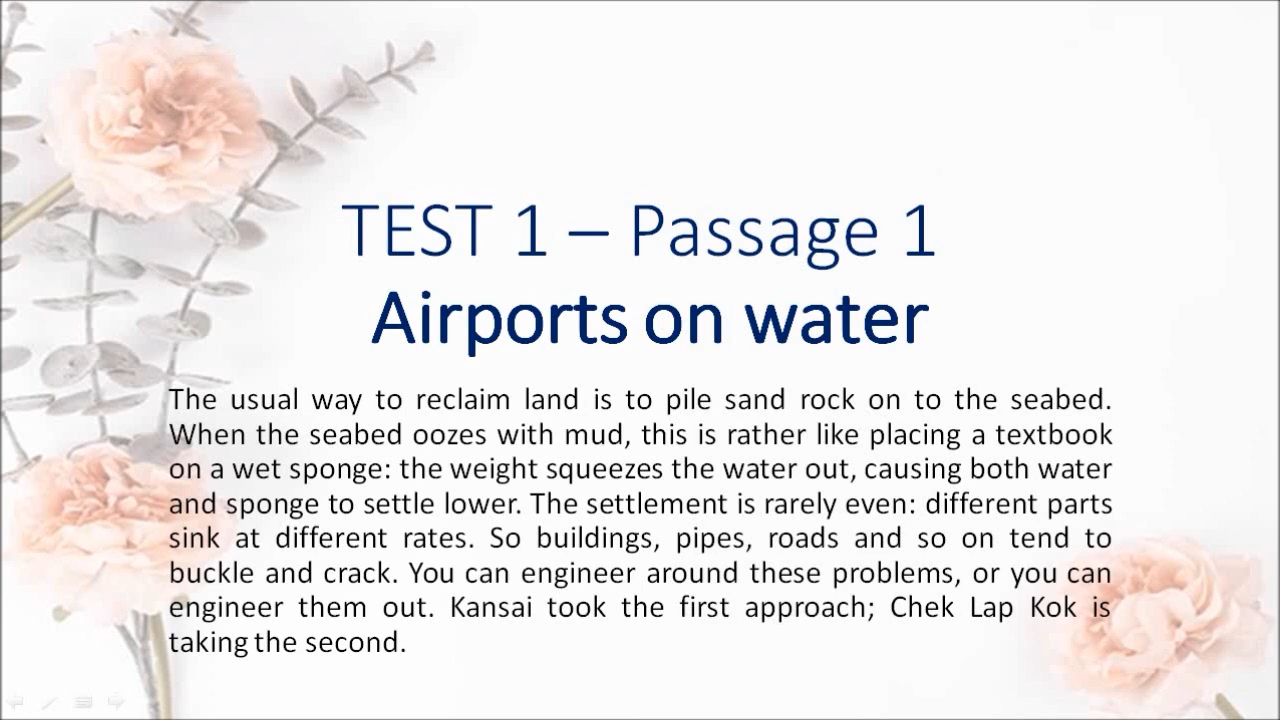 TEST 1 – Passage 1
Airports on water
The usual way to reclaim land is to pile sand rock on to the seabed.
When the seabed oozes with mud, this is rather like placing a textbook
on a wet sponge: the weight squeezes the water out, causing both water
and sponge to settle lower. The settlement is rarely even: different parts
sink at different rates. So buildings, pipes, roads and so on tend to
buckle and crack. You can engineer around these problems, or you can
engineer them out. Kansai took the first approach; Chek Lap Kok is
taking the second.